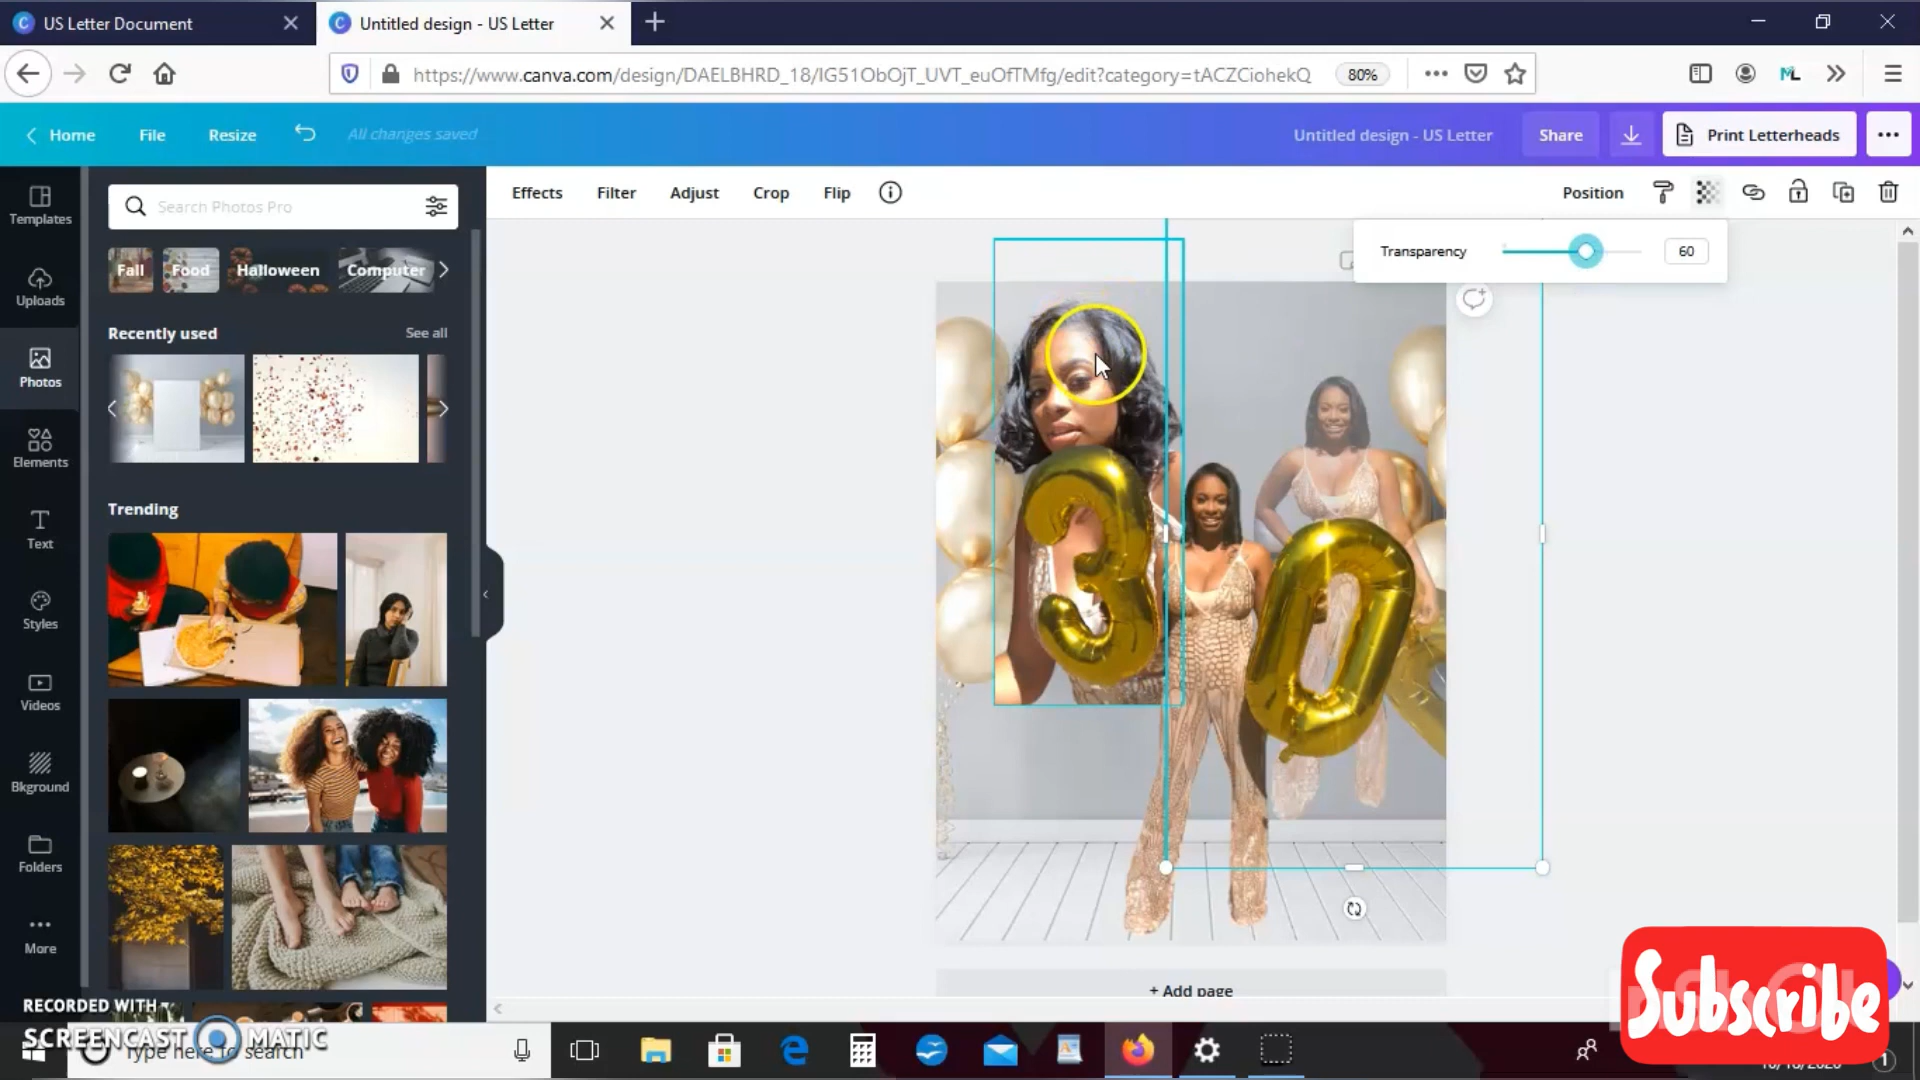 US Letter Document
Untitled design - US Letter
https://www.canva.com/design/DAELBHRD_18/IG51ObOjT_UVT_euOfTMfg/edit?category=tACZCiohekQ
80%
Home
File
Resize
All changes saved
Untitled design - US Letter
Share
Print Letterheads
Templates
Uploads
Photos
Elements
Text
Styles
Videos
Bkground
Folders
More
Search Photos Pro
Fall
Food
Halloween
Computer
Recently used
See all
Trending
Effects
Filter
Adjust
Crop
Flip
Position
Transparency
60
30
+ Add page
RECORDED WITH
SCREENCAST MATIC
Type here to search
Subscribe
1